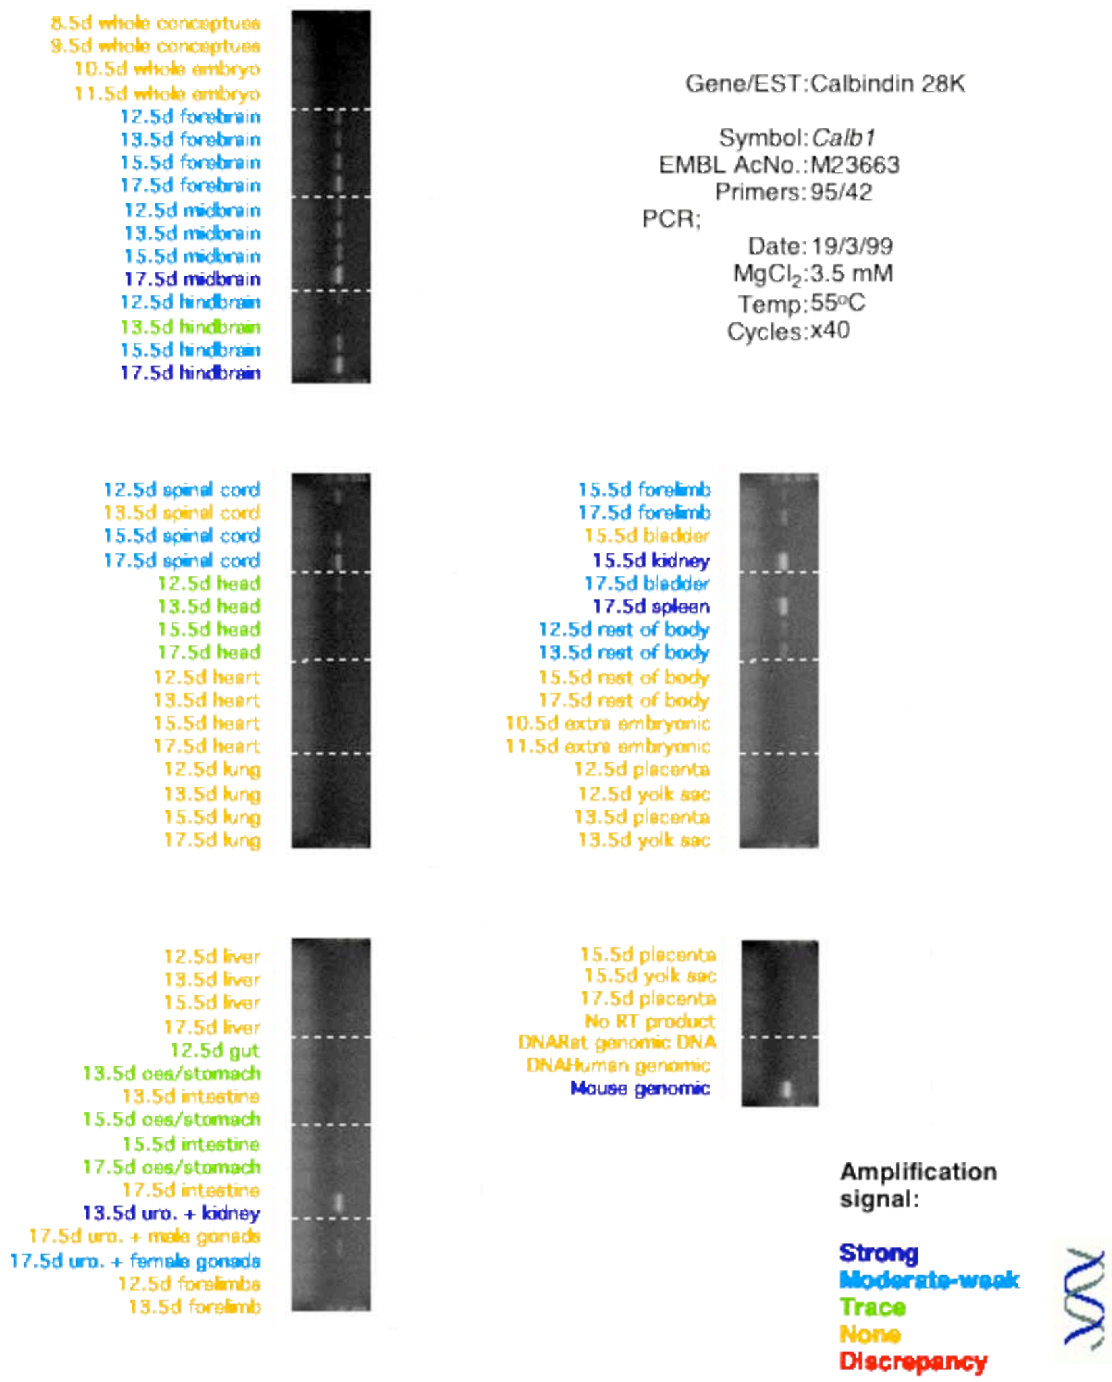 8.5d whole conceptues
9.5d whole conceptues
10.5d whole embryo
11.5d whole embryo
12.5d forebrain
13.5d forebrain
15.5d forebrain
17.5d forebrain
12.5d midbrain
13.5d midbrain
15.5d midbrain
17.5d midbrain
12.5d hindbrain
13.5d hindbrain
15.5d hindbrain
17.5d hindbrain
Gene/EST: Calbindin 28K
Symbol: Calb1
EMBL AcNo.: M23663
Primers: 95/42
PCR;
Date: 19/3/99
MgCl₂: 3.5 mM
Temp: 55ºC
Cycles: x40
12.5d spinal cord
13.5d spinal cord
15.5d spinal cord
17.5d spinal cord
12.5d head
13.5d head
15.5d head
17.5d head
12.5d heart
13.5d heart
15.5d heart
17.5d heart
12.5d lung
13.5d lung
15.5d lung
17.5d lung
15.5d forelimb
17.5d forelimb
15.5d bladder
15.5d kidney
17.5d bladder
17.5d spleen
12.5d rest of body
13.5d rest of body
15.5d rest of body
17.5d rest of body
10.5d extra embryonic
11.5d extra embryonic
12.5d placenta
12.5d yolk sac
13.5d placenta
13.5d yolk sac
12.5d liver
13.5d liver
15.5d liver
17.5d liver
12.5d gut
13.5d oes/stomach
13.5d intestine
15.5d oes/stomach
15.5d intestine
17.5d oes/stomach
17.5d intestine
13.5d uro. + kidney
17.5d uro. + male gonads
17.5d uro. + female gonads
12.5d forelimbs
13.5d forelimb
15.5d placenta
15.5d yolk sac
17.5d placenta
No RT product
DNARat genomic DNA
DNAHuman genomic
Mouse genomic
Amplification
signal:
Strong
Moderate-weak
Trace
None
Discrepancy